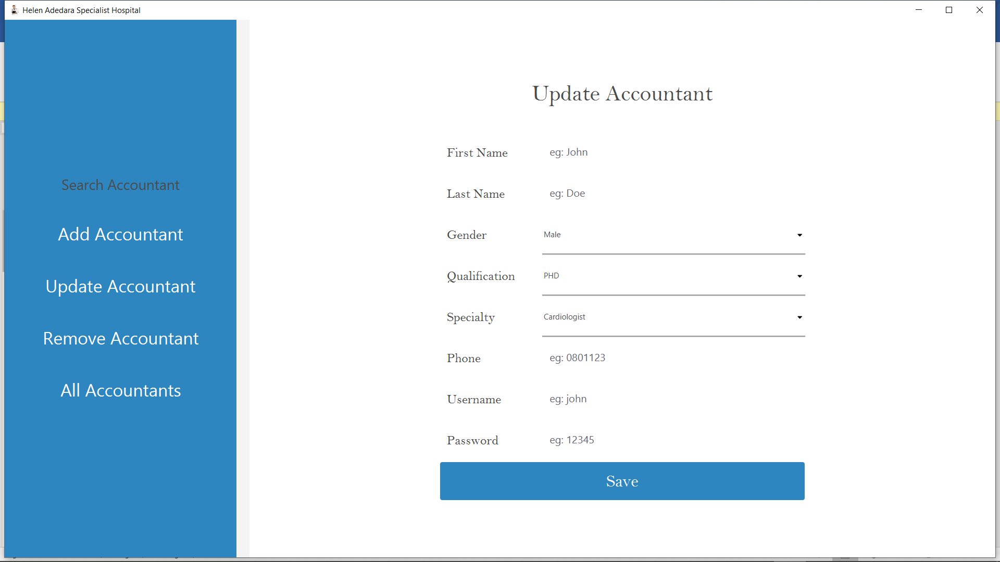 Helen Adedara Specialist Hospital
Search Accountant
Add Accountant
Update Accountant
Remove Accountant
All Accountants
Update Accountant
First Name eg: John
Last Name eg: Doe
Gender Male
Qualification PHD
Specialty Cardiologist
Phone eg: 0801123
Username eg: john
Password eg: 12345
Save